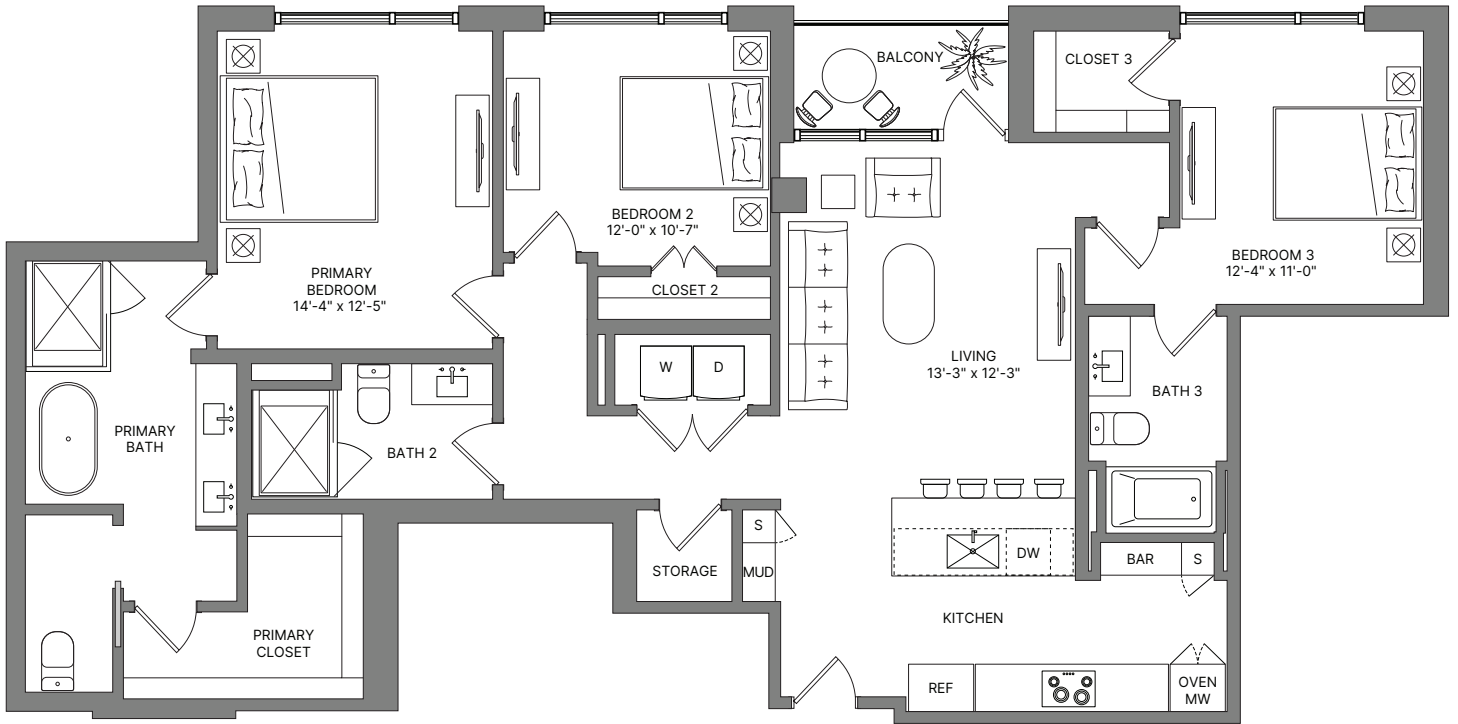 BALCONY
CLOSET 3
BEDROOM 2
12'-0" x 10'-7"
PRIMARY
BEDROOM
14'-4" x 12'-5"
BEDROOM 3
12'-4" x 11'-0"
CLOSET 2
W
D
LIVING
13'-3" x 12'-3"
BATH 3
PRIMARY
BATH
BATH 2
S
DW
BAR
S
STORAGE
MUD
KITCHEN
PRIMARY
CLOSET
REF
OVEN
MW